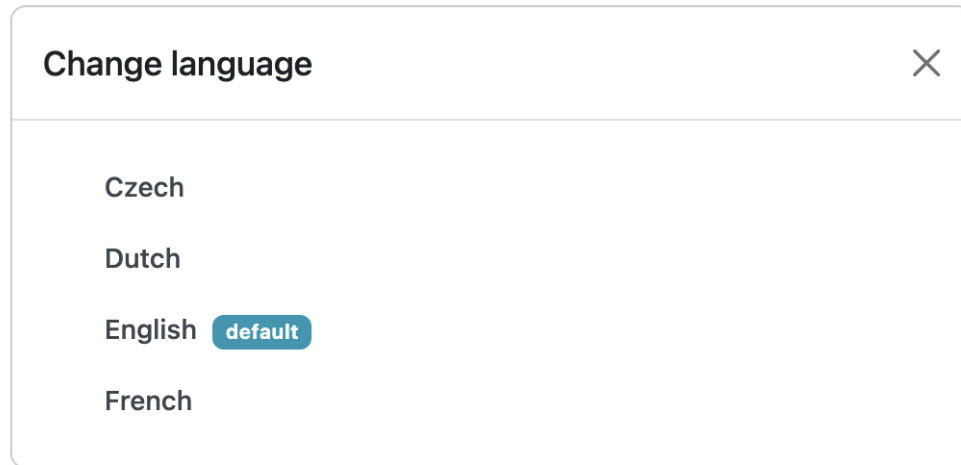 Change language
Czech
Dutch
English default
French